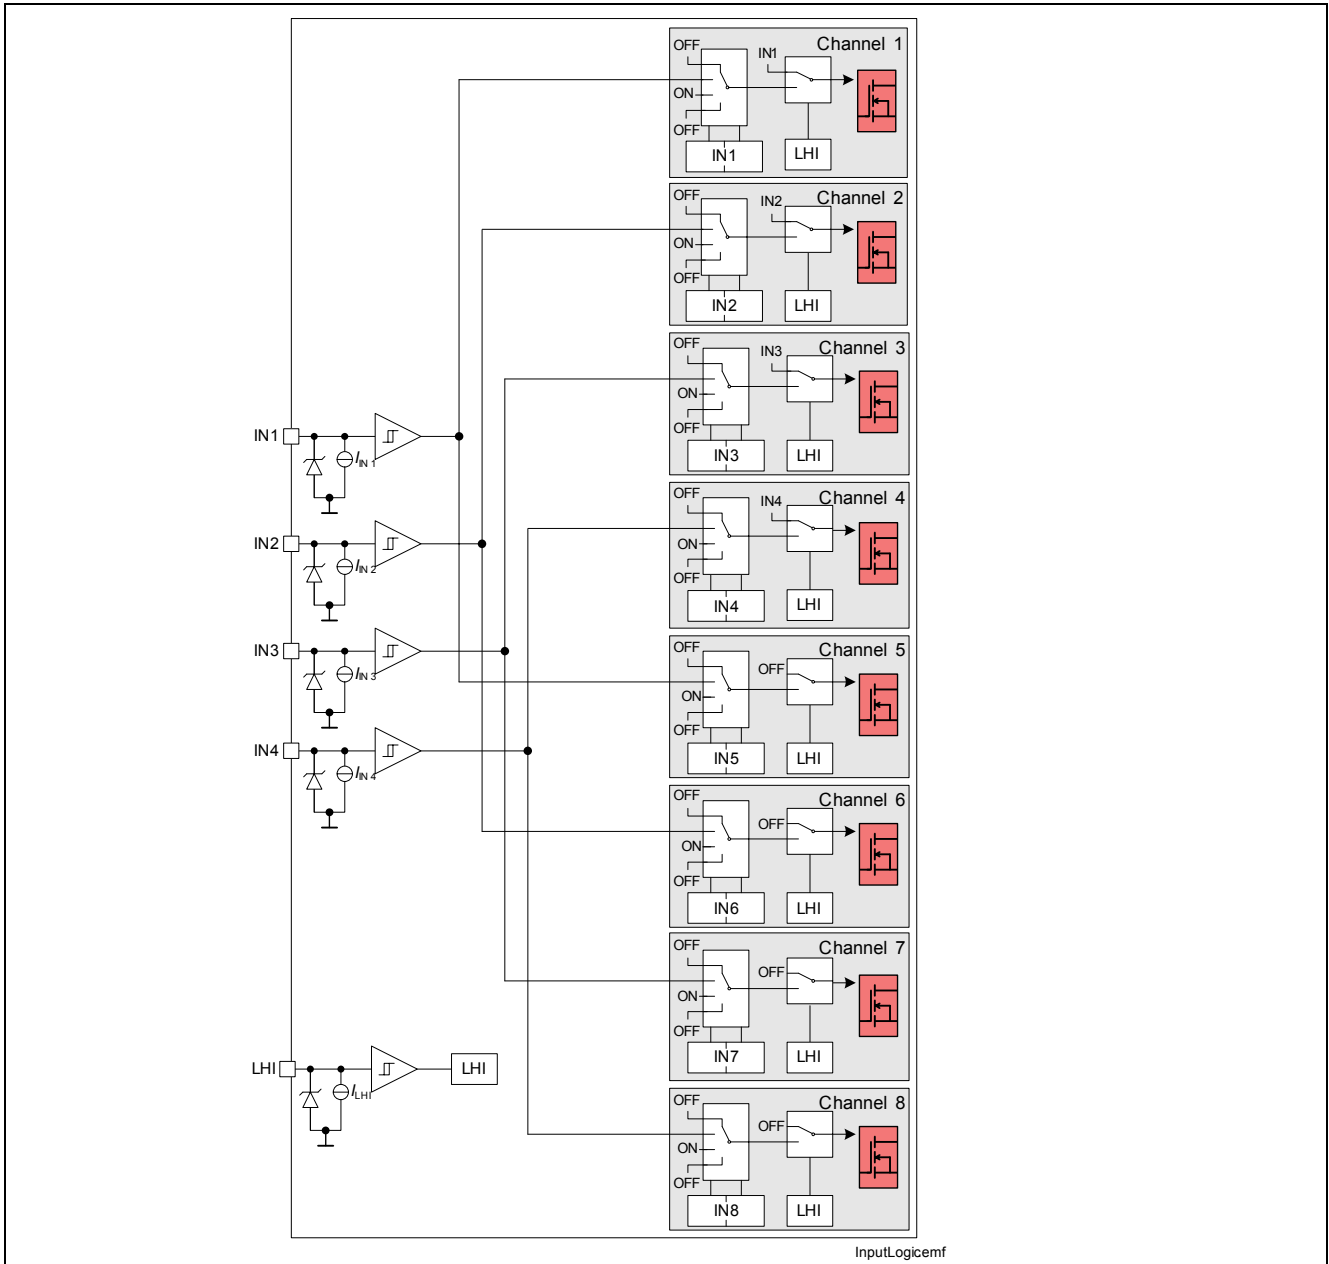 Channel 1
OFF
IN1
ON
OFF
IN1
LHI
Channel 2
OFF
IN2
ON
OFF
IN2
LHI
Channel 3
OFF
IN3
ON
OFF
IN3
LHI
Channel 4
OFF
IN4
ON
OFF
IN4
LHI
Channel 5
OFF
OFF
ON
OFF
IN5
LHI
Channel 6
OFF
OFF
ON
OFF
IN6
LHI
Channel 7
OFF
OFF
ON
OFF
IN7
LHI
Channel 8
OFF
OFF
ON
OFF
IN8
LHI
IN1
IIN 1
IN2
IIN 2
IN3
IIN 3
IN4
IIN 4
LHI
ILHI
LHI
InputLogicemf